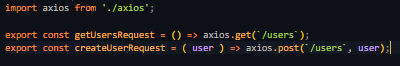 import axios from './axios';
export const getUsersRequest = () => axios.get(`/users`);
export const createUserRequest = ( user ) => axios.post(`/users`, user);